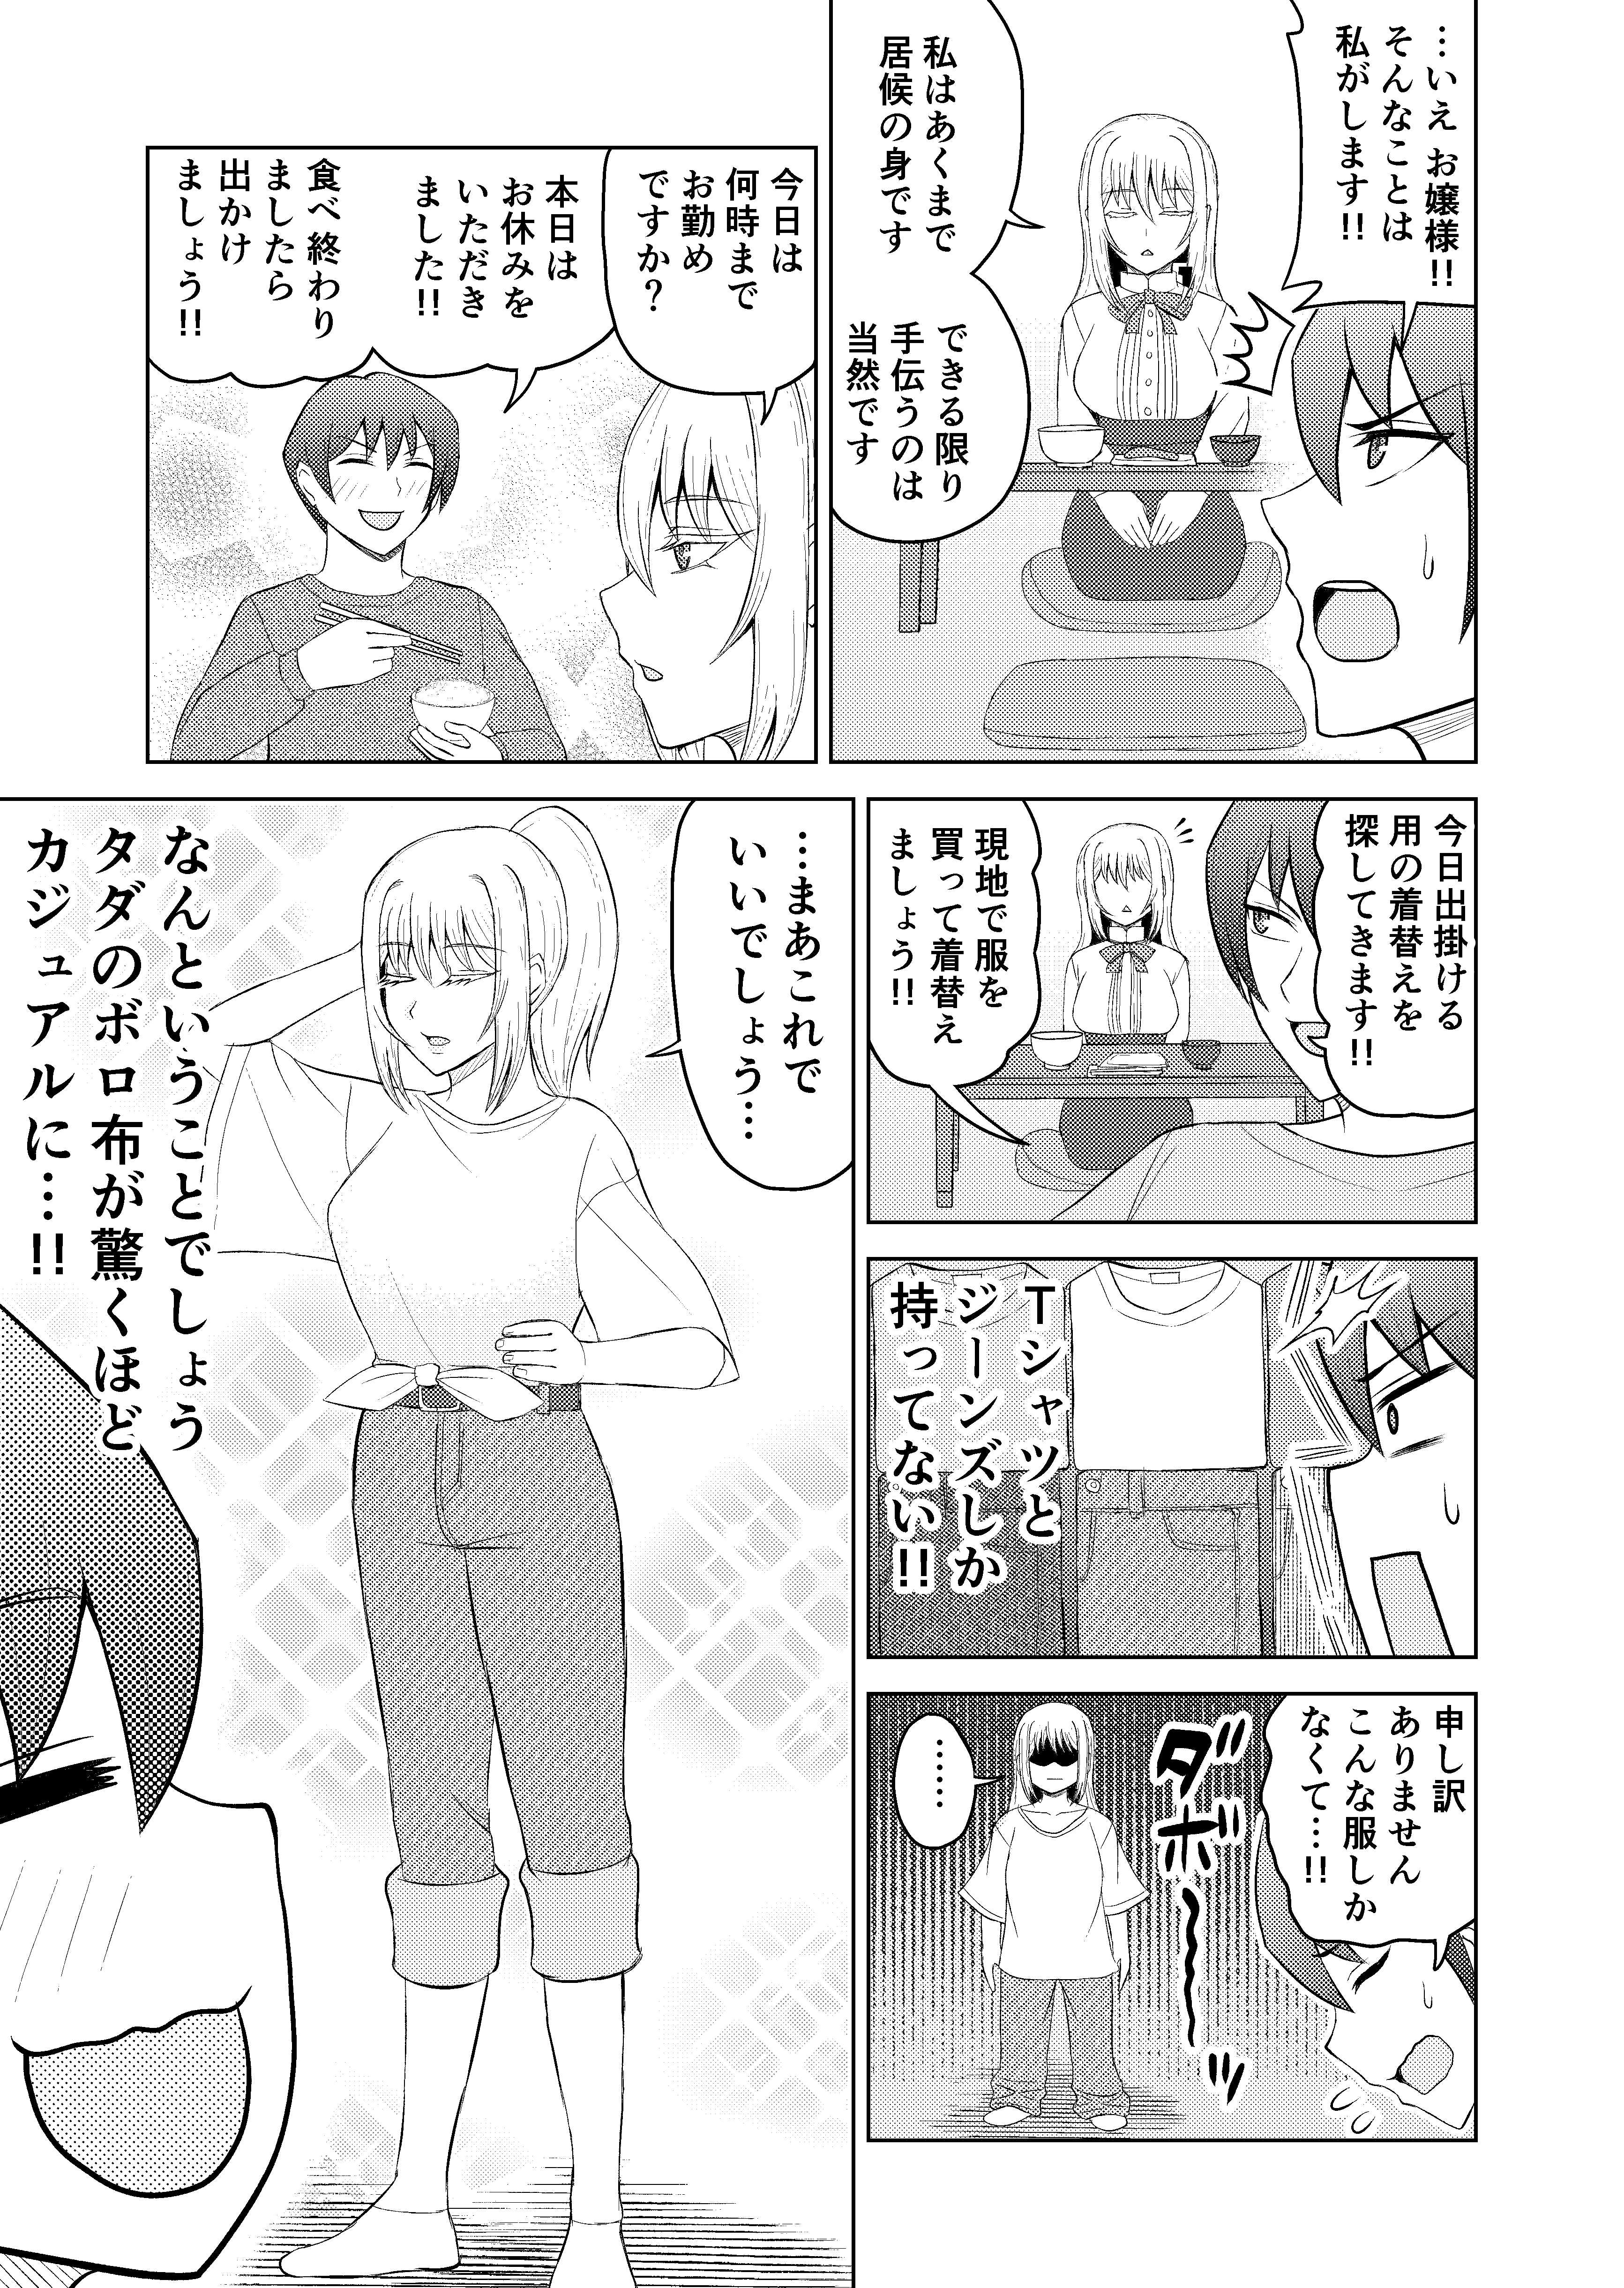 …いえ お嬢様!!
そんなことは
私がします!!
私はあくまで
居候の身です
できる限り
手伝うのは
当然です
今日は
何時まで
お勤め
ですか？
本日は
お休みを
いただき
ました!!
食べ終わり
ましたら
出かけ
ましょう!!
今日出掛ける
用の着替えを
探してきます!!
現地で服を
買って着替え
ましょう!!
Tシャツと
ジーンズしか
持ってない!!
申し訳
ありません
こんな服しか
なくて…!!
ダボ〜〜ッ
……
…まあこれで
いいでしょう…
なんということでしょう
タダのボロ布が驚くほど
カジュアルに…!!